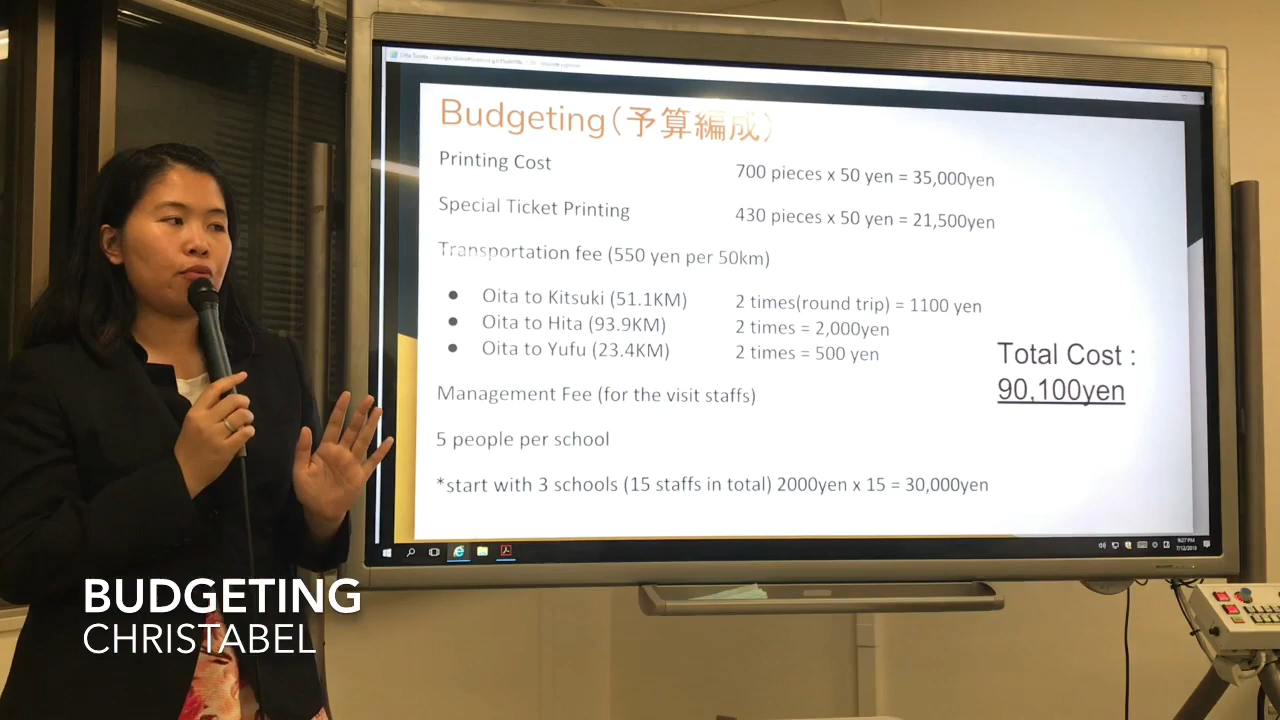 Budgeting（予算編成）
Printing Cost 700 pieces x 50 yen = 35,000yen
Special Ticket Printing 430 pieces x 50 yen = 21,500yen
Transportation fee (550 yen per 50km)
● Oita to Kitsuki (51.1KM) 2 times(round trip) = 1100 yen
● Oita to Hita (93.9KM) 2 times = 2,000yen
● Oita to Yufu (23.4KM) 2 times = 500 yen
Total Cost :
90,100yen
Management Fee (for the visit staffs)
5 people per school
*start with 3 schools (15 staffs in total) 2000yen x 15 = 30,000yen
9:27 PM
BUDGETING
CHRISTABEL